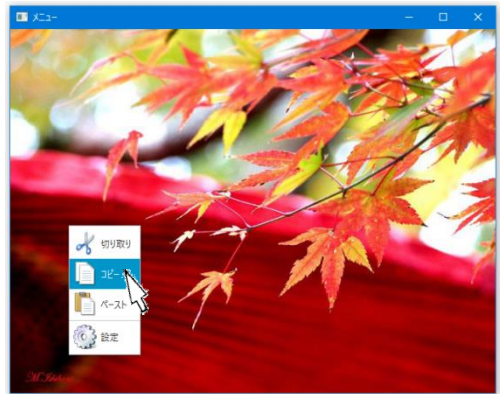 メニュー
切り取り
コピー
ペースト
設定